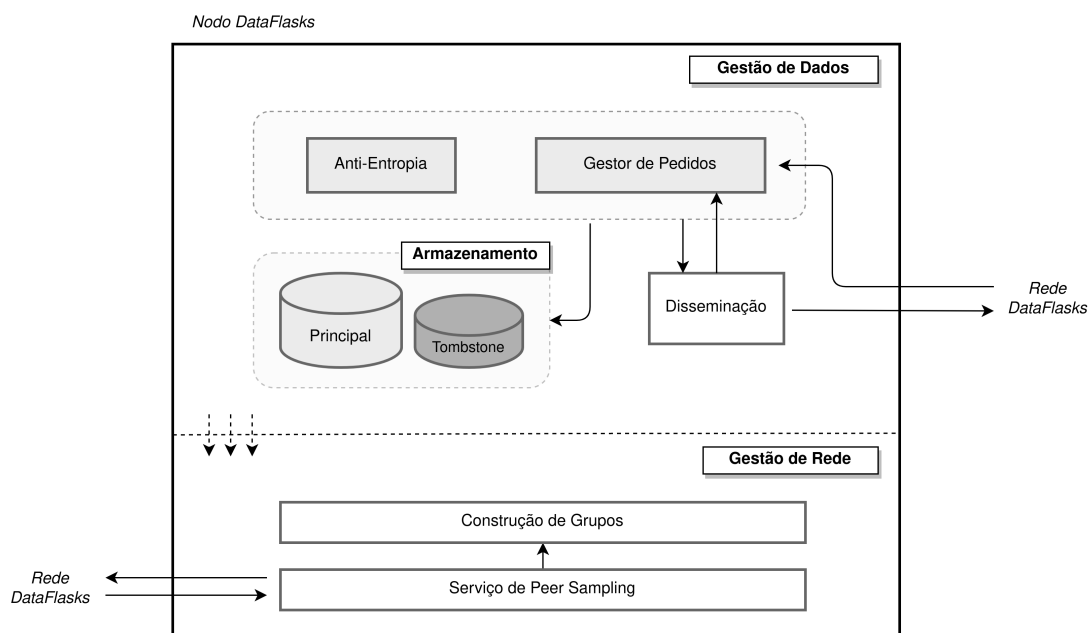 Nodo DataFlasks
Gestão de Dados
Anti-Entropia
Gestor de Pedidos
Armazenamento
Principal
Tombstone
Disseminação
Rede
DataFlasks
Gestão de Rede
Construção de Grupos
Serviço de Peer Sampling
Rede
DataFlasks